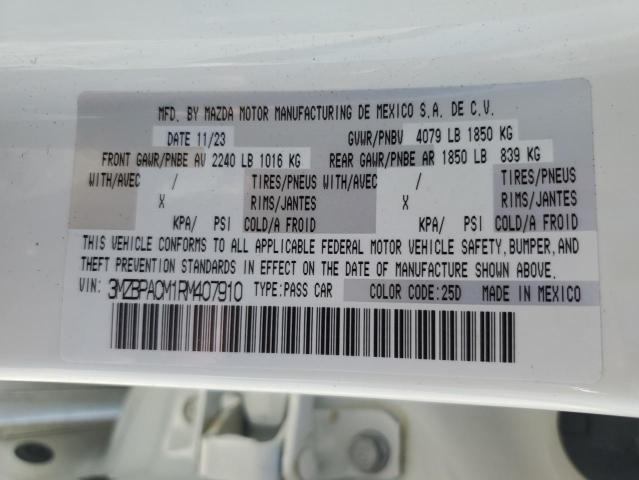 MFD. BY MAZDA MOTOR MANUFACTURING DE MEXICO S.A. DE C.V.
DATE 11/23 GVWR/PNBV 4079 LB 1850 KG
FRONT GAWR/PNBE AV 2240 LB 1016 KG REAR GAWR/PNBE AR 1850 LB 839 KG
WITH/AVEC / TIRES/PNEUS WITH/AVEC / TIRES/PNEUS
X RIMS/JANTES X RIMS/JANTES
KPA/ PSI COLD/A FROID KPA/ PSI COLD/A FROID
THIS VEHICLE CONFORMS TO ALL APPLICABLE FEDERAL MOTOR VEHICLE SAFETY, BUMPER, AND
THEFT PREVENTION STANDARDS IN EFFECT ON THE DATE OF MANUFACTURE SHOWN ABOVE.
VIN: 3MZBPACM1RM407910 TYPE:PASS CAR COLOR CODE:25D MADE IN MEXICO